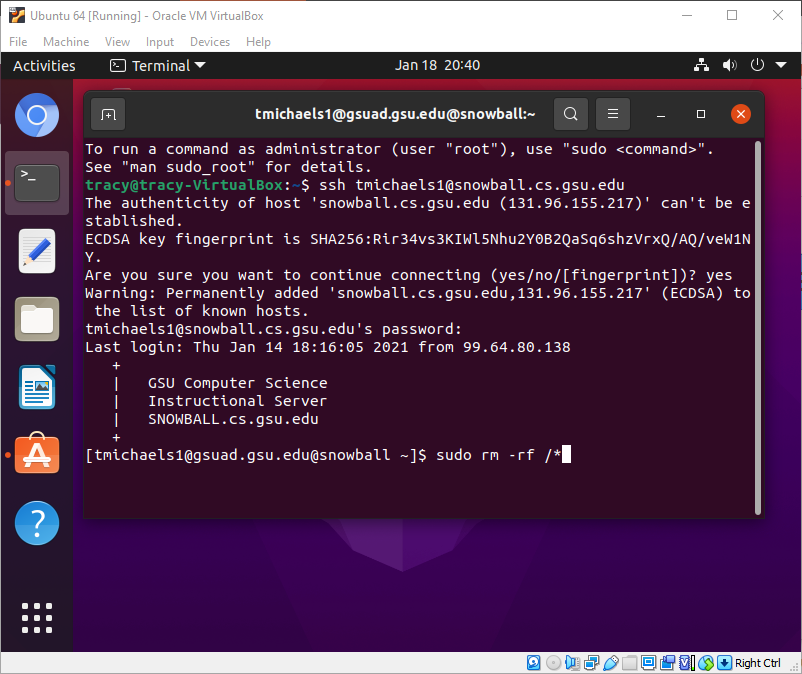 Ubuntu 64 [Running] - Oracle VM VirtualBox
File Machine View Input Devices Help
Activities Terminal Jan 18 20:40
tmichaels1@gsuad.gsu.edu@snowball:~
To run a command as administrator (user "root"), use "sudo <command>".
See "man sudo_root" for details.
tracy@tracy-VirtualBox:~$ ssh tmichaels1@snowball.cs.gsu.edu
The authenticity of host 'snowball.cs.gsu.edu (131.96.155.217)' can't be e
stablished.
ECDSA key fingerprint is SHA256:Rir34vs3KIWl5Nhu2Y0B2QaSq6shzVrxQ/AQ/veW1N
Y.
Are you sure you want to continue connecting (yes/no/[fingerprint])? yes
Warning: Permanently added 'snowball.cs.gsu.edu,131.96.155.217' (ECDSA) to
 the list of known hosts.
tmichaels1@snowball.cs.gsu.edu's password:
Last login: Thu Jan 14 18:16:05 2021 from 99.64.80.138
   +
   |   GSU Computer Science
   |   Instructional Server
   |   SNOWBALL.cs.gsu.edu
   +
[tmichaels1@gsuad.gsu.edu@snowball ~]$ sudo rm -rf /*
Right Ctrl